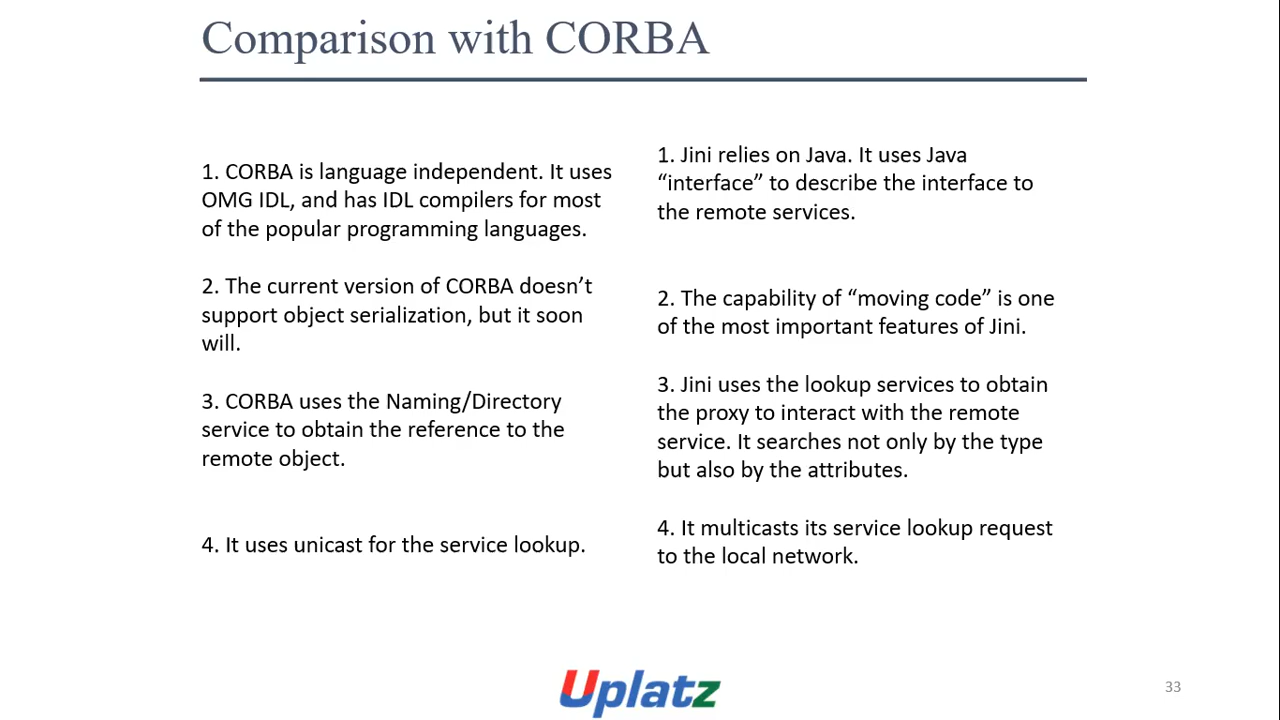 Comparison with CORBA
1. CORBA is language independent. It uses
OMG IDL, and has IDL compilers for most
of the popular programming languages.
2. The current version of CORBA doesn’t
support object serialization, but it soon
will.
3. CORBA uses the Naming/Directory
service to obtain the reference to the
remote object.
4. It uses unicast for the service lookup.
1. Jini relies on Java. It uses Java
“interface” to describe the interface to
the remote services.
2. The capability of “moving code” is one
of the most important features of Jini.
3. Jini uses the lookup services to obtain
the proxy to interact with the remote
service. It searches not only by the type
but also by the attributes.
4. It multicasts its service lookup request
to the local network.
Uplatz
33